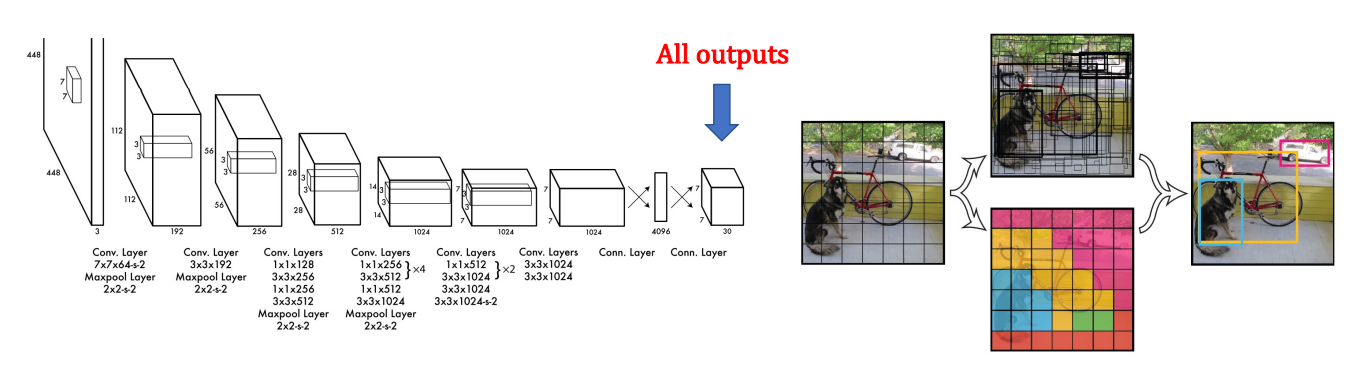 All outputs
448
448
7
7
3
112
112
3
3
192
56
56
3
3
256
28
28
3
3
512
14
14
3
3
1024
7
7
3
3
1024
7
7
1024
4096
7
7
30
Conv. Layer
7x7x64-s-2
Maxpool Layer
2x2-s-2
Conv. Layer
3x3x192
Maxpool Layer
2x2-s-2
Conv. Layers
1x1x128
3x3x256
1x1x256
3x3x512
Maxpool Layer
2x2-s-2
Conv. Layers
1x1x256
3x3x512
}×4
1x1x512
3x3x1024
Maxpool Layer
2x2-s-2
Conv. Layers
1x1x512
3x3x1024
}×2
3x3x1024
3x3x1024-s-2
Conv. Layers
3x3x1024
3x3x1024
Conn. Layer
Conn. Layer